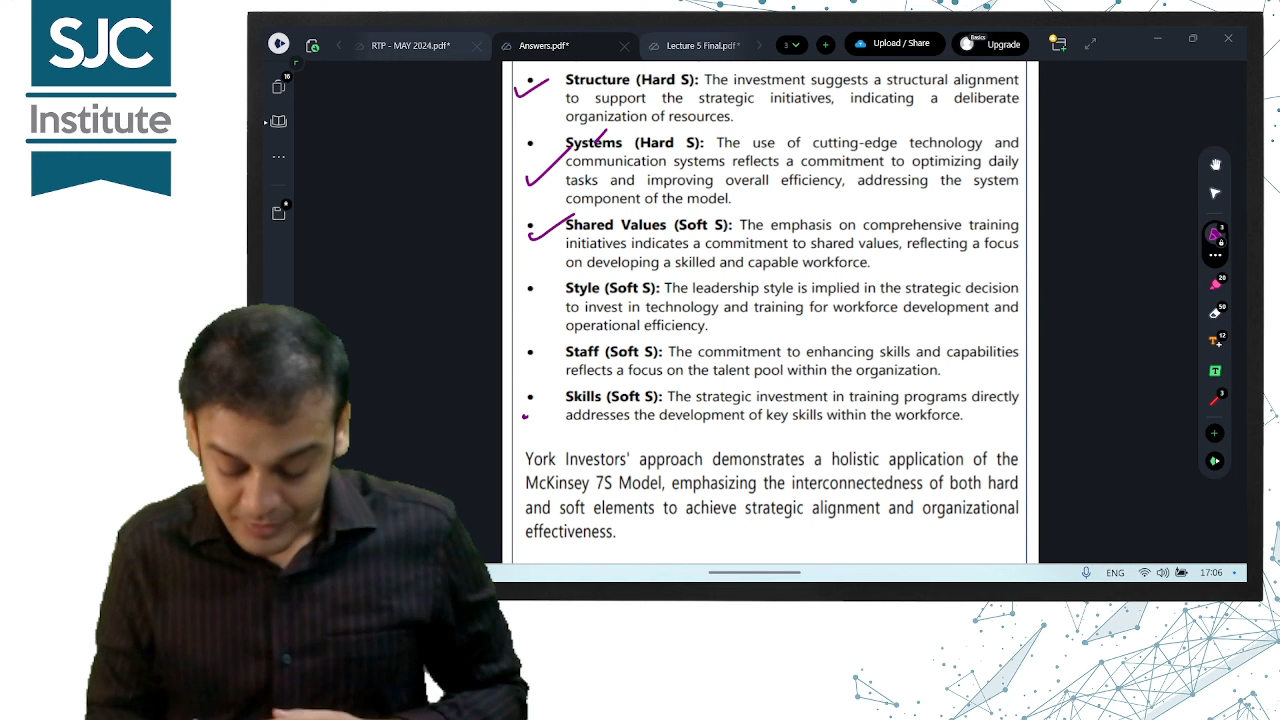 SJC
Institute
RTP - MAY 2024.pdf*
Answers.pdf*
Lecture 5 Final.pdf*
3
Upload / Share
Basics
Upgrade
16
• Structure (Hard S): The investment suggests a structural alignment
to support the strategic initiatives, indicating a deliberate
organization of resources.
• Systems (Hard S): The use of cutting-edge technology and
communication systems reflects a commitment to optimizing daily
tasks and improving overall efficiency, addressing the system
component of the model.
• Shared Values (Soft S): The emphasis on comprehensive training
initiatives indicates a commitment to shared values, reflecting a focus
on developing a skilled and capable workforce.
• Style (Soft S): The leadership style is implied in the strategic decision
to invest in technology and training for workforce development and
operational efficiency.
• Staff (Soft S): The commitment to enhancing skills and capabilities
reflects a focus on the talent pool within the organization.
• Skills (Soft S): The strategic investment in training programs directly
addresses the development of key skills within the workforce.
York Investors' approach demonstrates a holistic application of the
McKinsey 7S Model, emphasizing the interconnectedness of both hard
and soft elements to achieve strategic alignment and organizational
effectiveness.
3
20
50
12
T
T
3
ENG
17:06